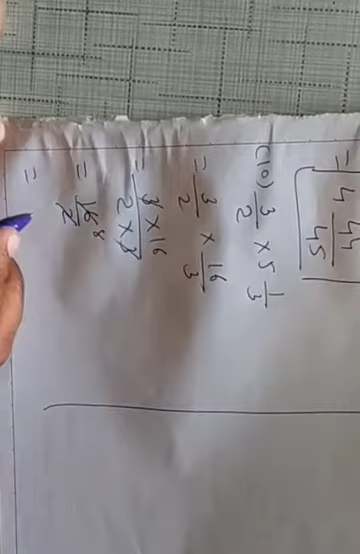 = 4 44/45
(10) 3/2 × 5 1/3
= 3/2 × 16/3
= 3 × 16 / 2 × 3
= 16/2 8
=